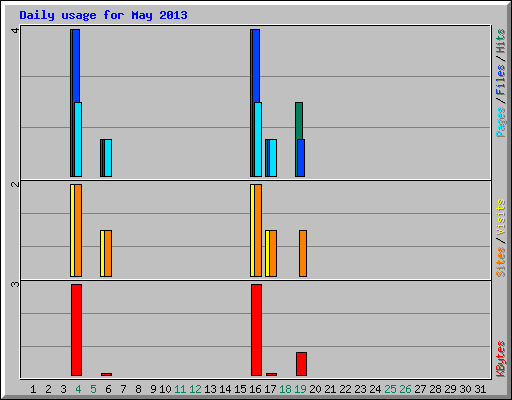 Daily usage for May 2013
4
2
3
Pages / Files / Hits
Sites / Visits
KBytes
1 2 3 4 5 6 7 8 9 10 11 12 13 14 15 16 17 18 19 20 21 22 23 24 25 26 27 28 29 30 31